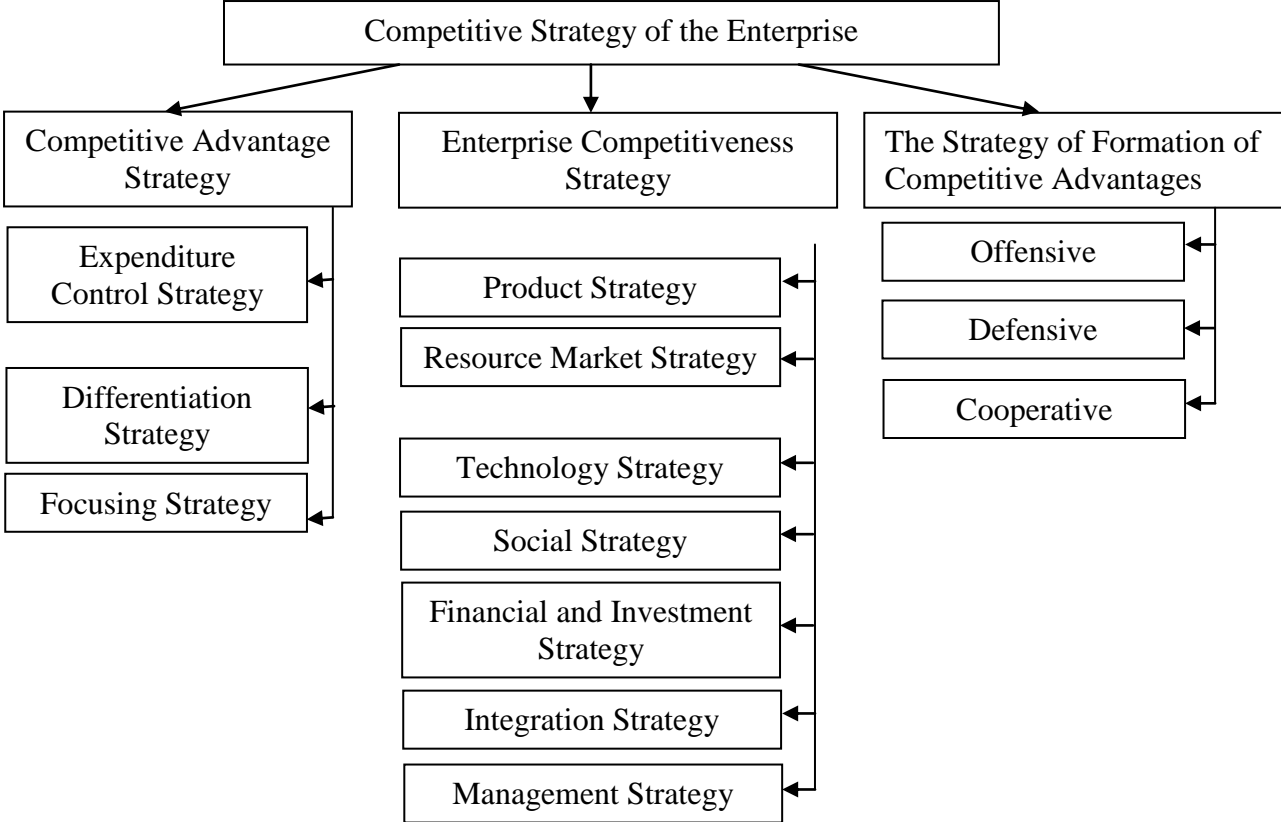 Competitive Strategy of the Enterprise
Competitive Advantage
Strategy
Expenditure
Control Strategy
Differentiation
Strategy
Focusing Strategy
Enterprise Competitiveness
Strategy
Product Strategy
Resource Market Strategy
Technology Strategy
Social Strategy
Financial and Investment
Strategy
Integration Strategy
Management Strategy
The Strategy of Formation of
Competitive Advantages
Offensive
Defensive
Cooperative